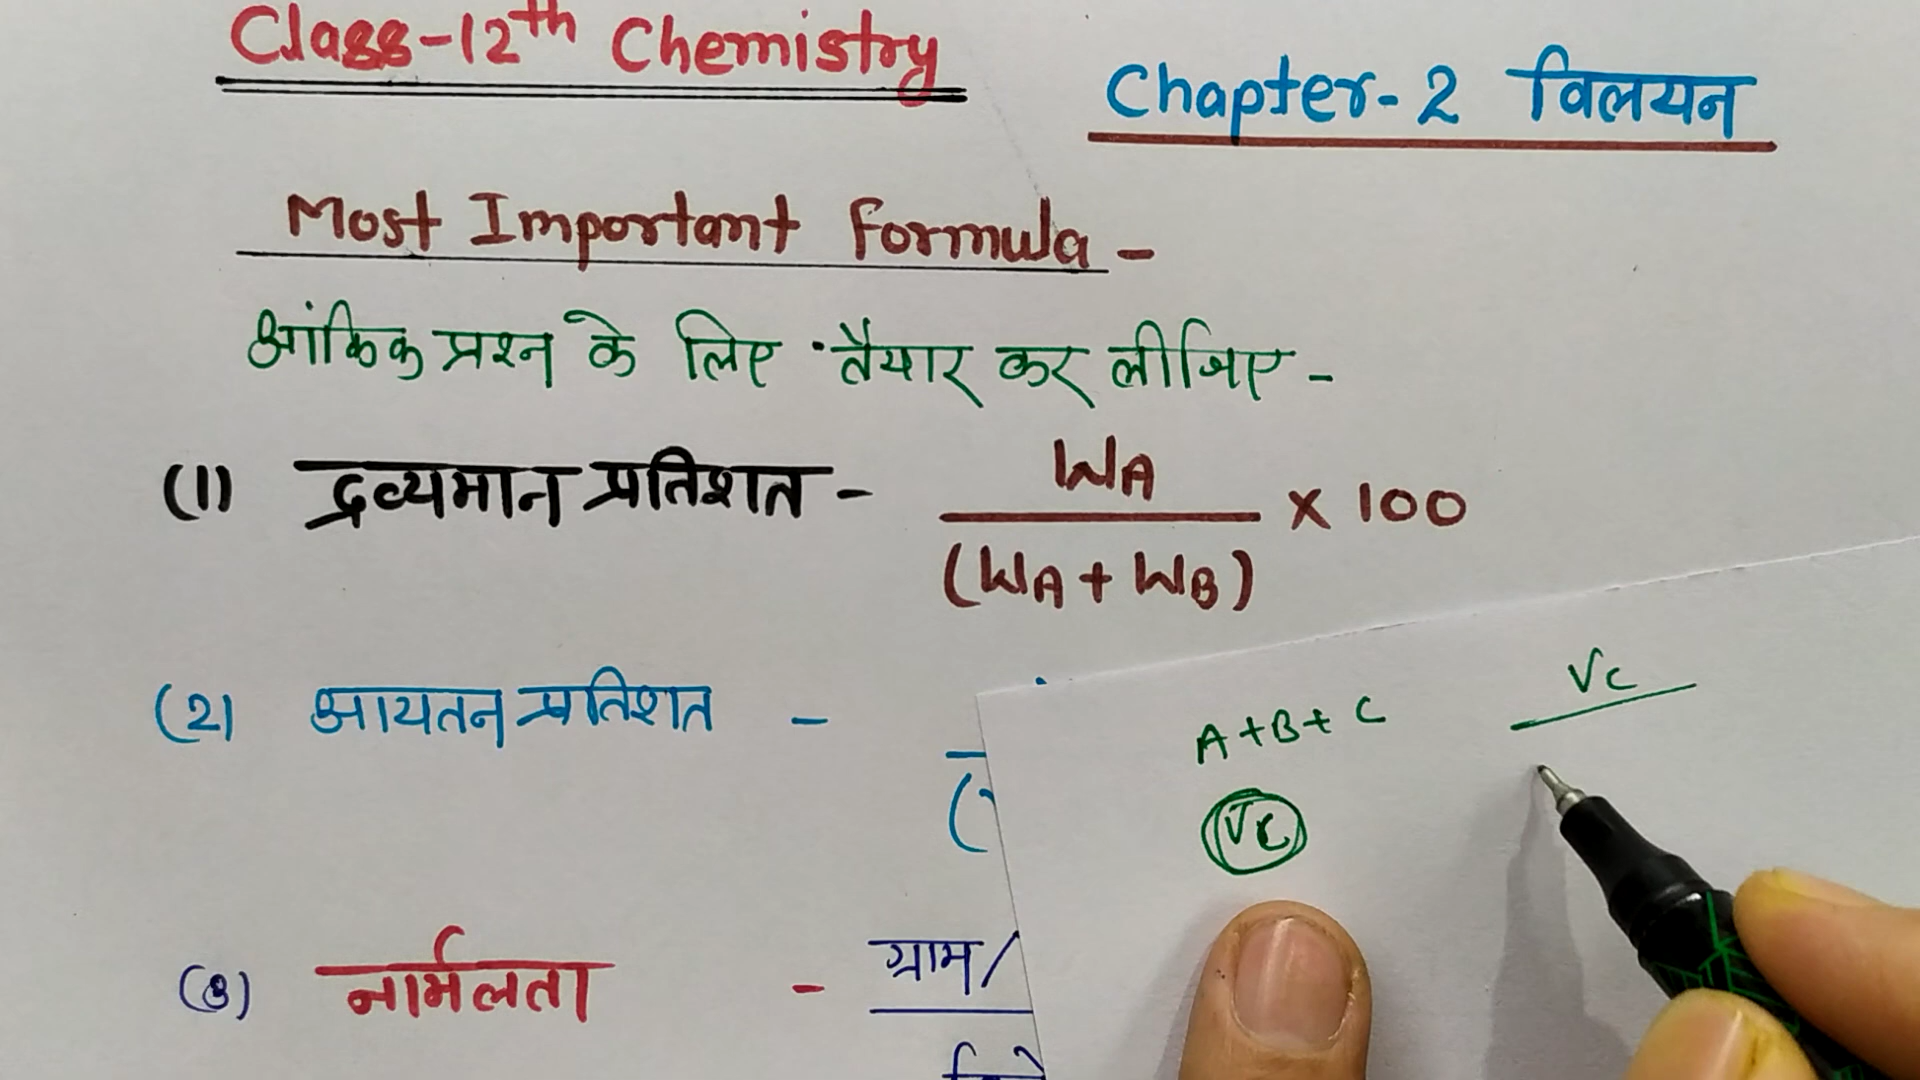 Class-12th Chemistry
Chapter-2 विलयन
Most Important Formula -
आंकिक प्रश्न के लिए तैयार कर लीजिए -
(1) द्रव्यमान प्रतिशत - WA
(WA + WB) × 100
(2) आयतन प्रतिशत -
A + B + C
VC
VC
(3) नार्मलता - ग्राम/